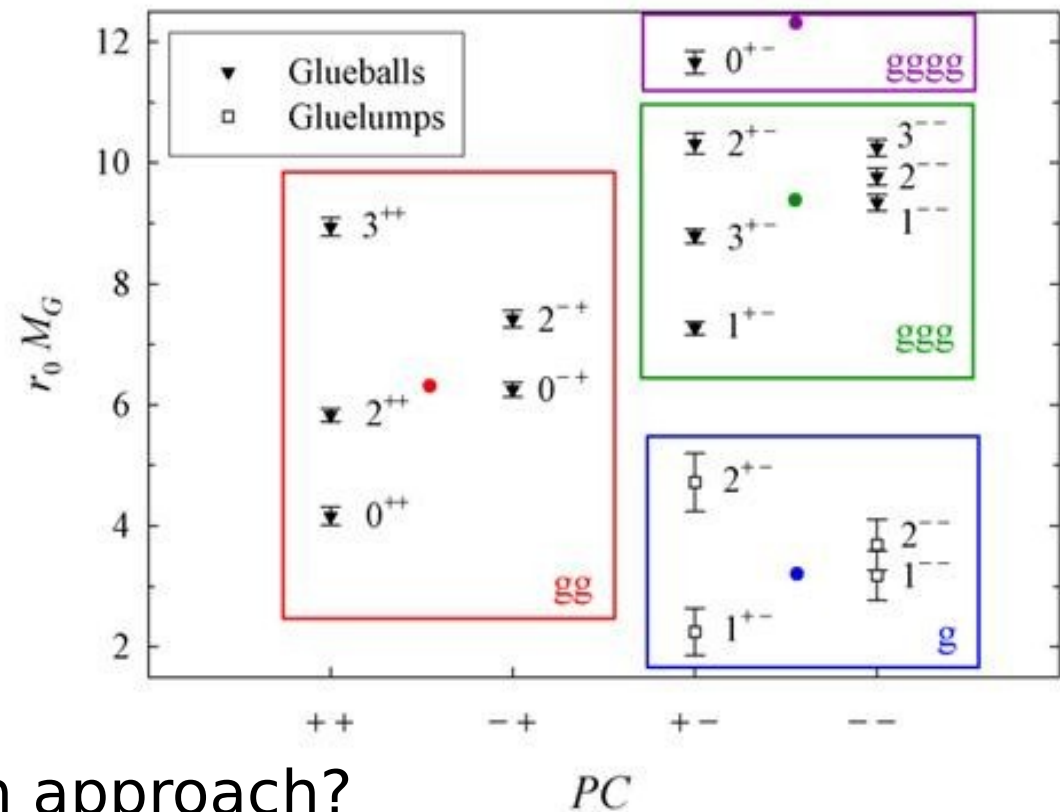 12
10
8
6
4
2
r₀ M_G
Glueballs
Gluelumps
0⁺⁻
gggg
2⁺⁻
3⁻⁻
2⁻⁻
1⁻⁻
3⁺⁻
1⁺⁻
ggg
3⁺⁺
2⁻⁺
0⁻⁺
2⁺⁺
0⁺⁺
gg
2⁺⁻
2⁻⁻
1⁻⁻
1⁺⁻
g
++ −+ +− −−
PC
approach?